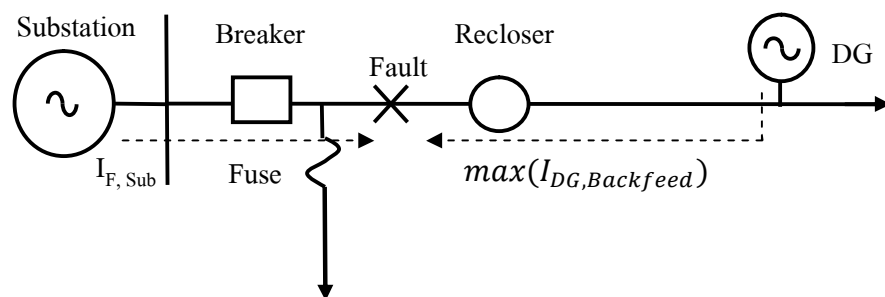 Substation
Breaker
Recloser
Fault
DG
I_{F, Sub}
Fuse
max(I_{DG,Backfeed})